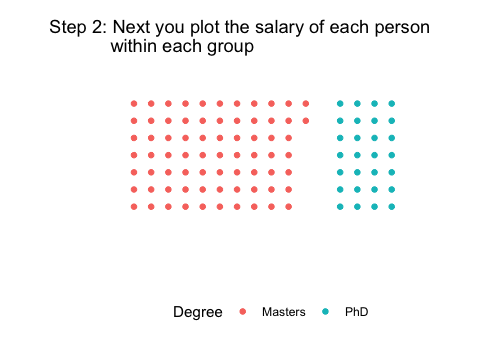 Step 2: Next you plot the salary of each person
within each group
Degree Masters PhD